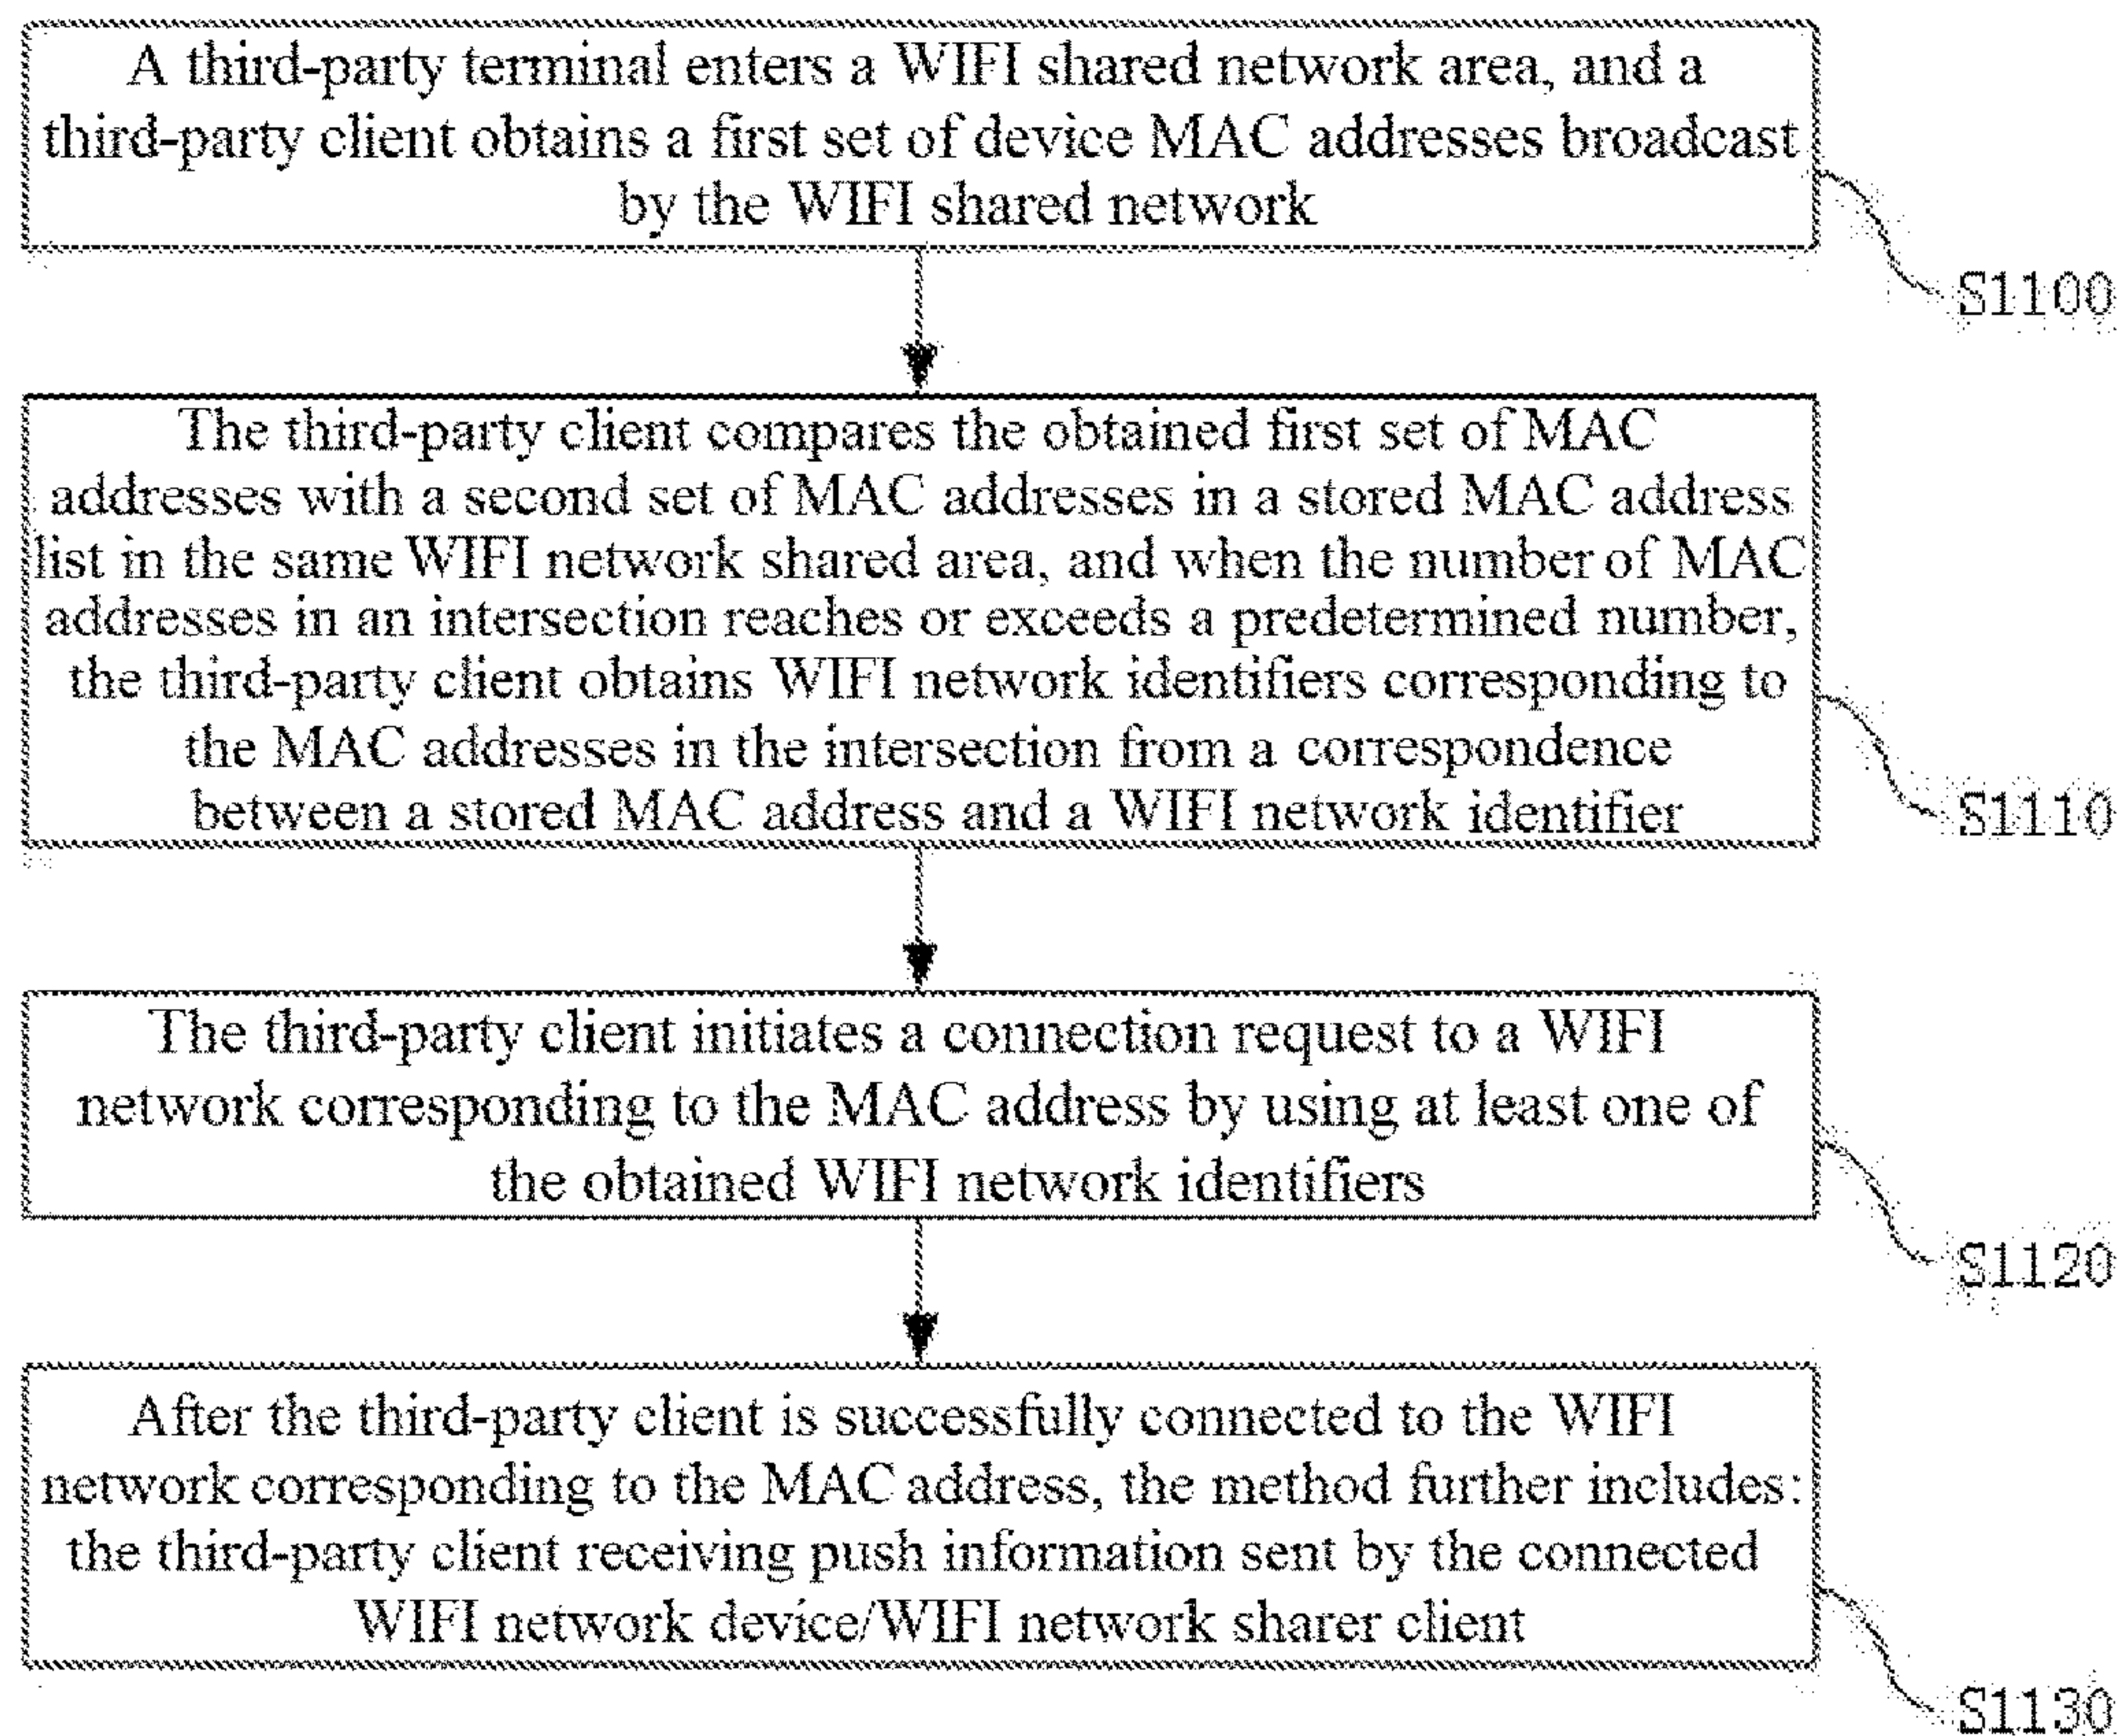 A third-party terminal enters a WIFI shared network area, and a
third-party client obtains a first set of device MAC addresses broadcast
by the WIFI shared network
S1100
The third-party client compares the obtained first set of MAC
addresses with a second set of MAC addresses in a stored MAC address
list in the same WIFI network shared area, and when the number of MAC
addresses in an intersection reaches or exceeds a predetermined number,
the third-party client obtains WIFI network identifiers corresponding to
the MAC addresses in the intersection from a correspondence
between a stored MAC address and a WIFI network identifier
S1110
The third-party client initiates a connection request to a WIFI
network corresponding to the MAC address by using at least one of
the obtained WIFI network identifiers
S1120
After the third-party client is successfully connected to the WIFI
network corresponding to the MAC address, the method further includes:
the third-party client receiving push information sent by the connected
WIFI network device/WIFI network sharer client
S1130